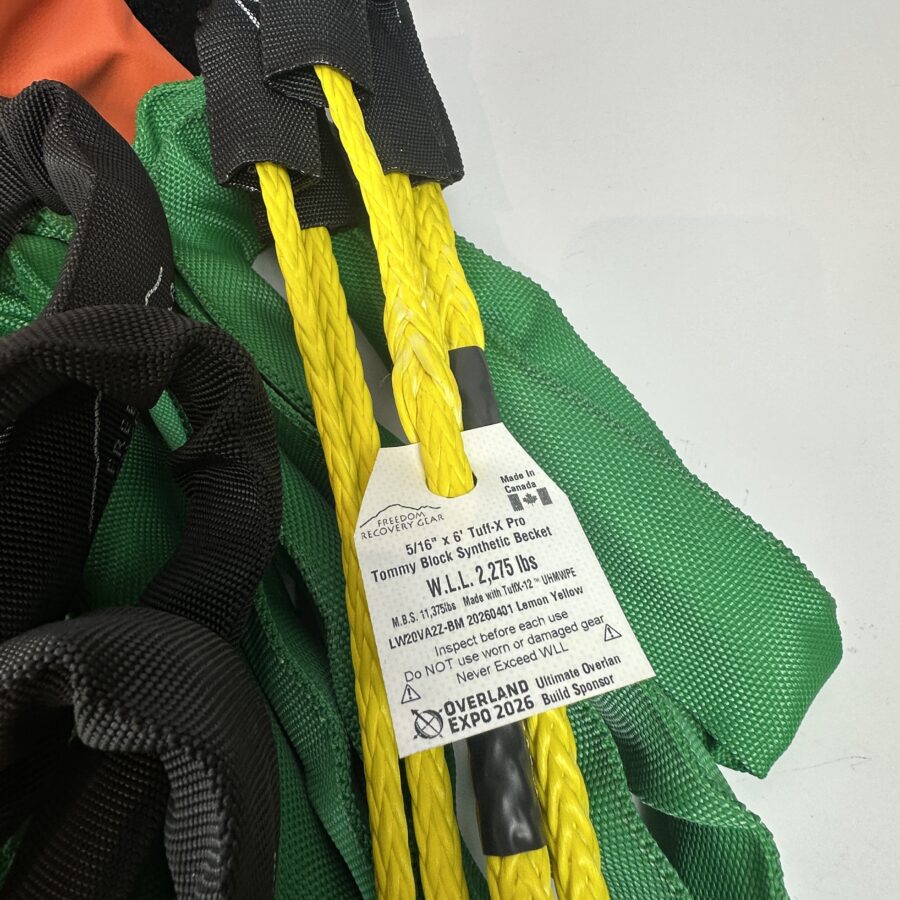 Made In
Canada
FREEDOM
RECOVERY GEAR
5/16" x 6' Tuff-X Pro
Tommy Block Synthetic Becket
W.L.L. 2,275 lbs
M.B.S. 11,375lbs Made with TuffX-12 ™ UHMWPE
LW20VA2Z-BM 20260401 Lemon Yellow
Inspect before each use
Do NOT use worn or damaged gear
Never Exceed WLL
OVERLAND
EXPO 2026
Ultimate Overlan
Build Sponsor